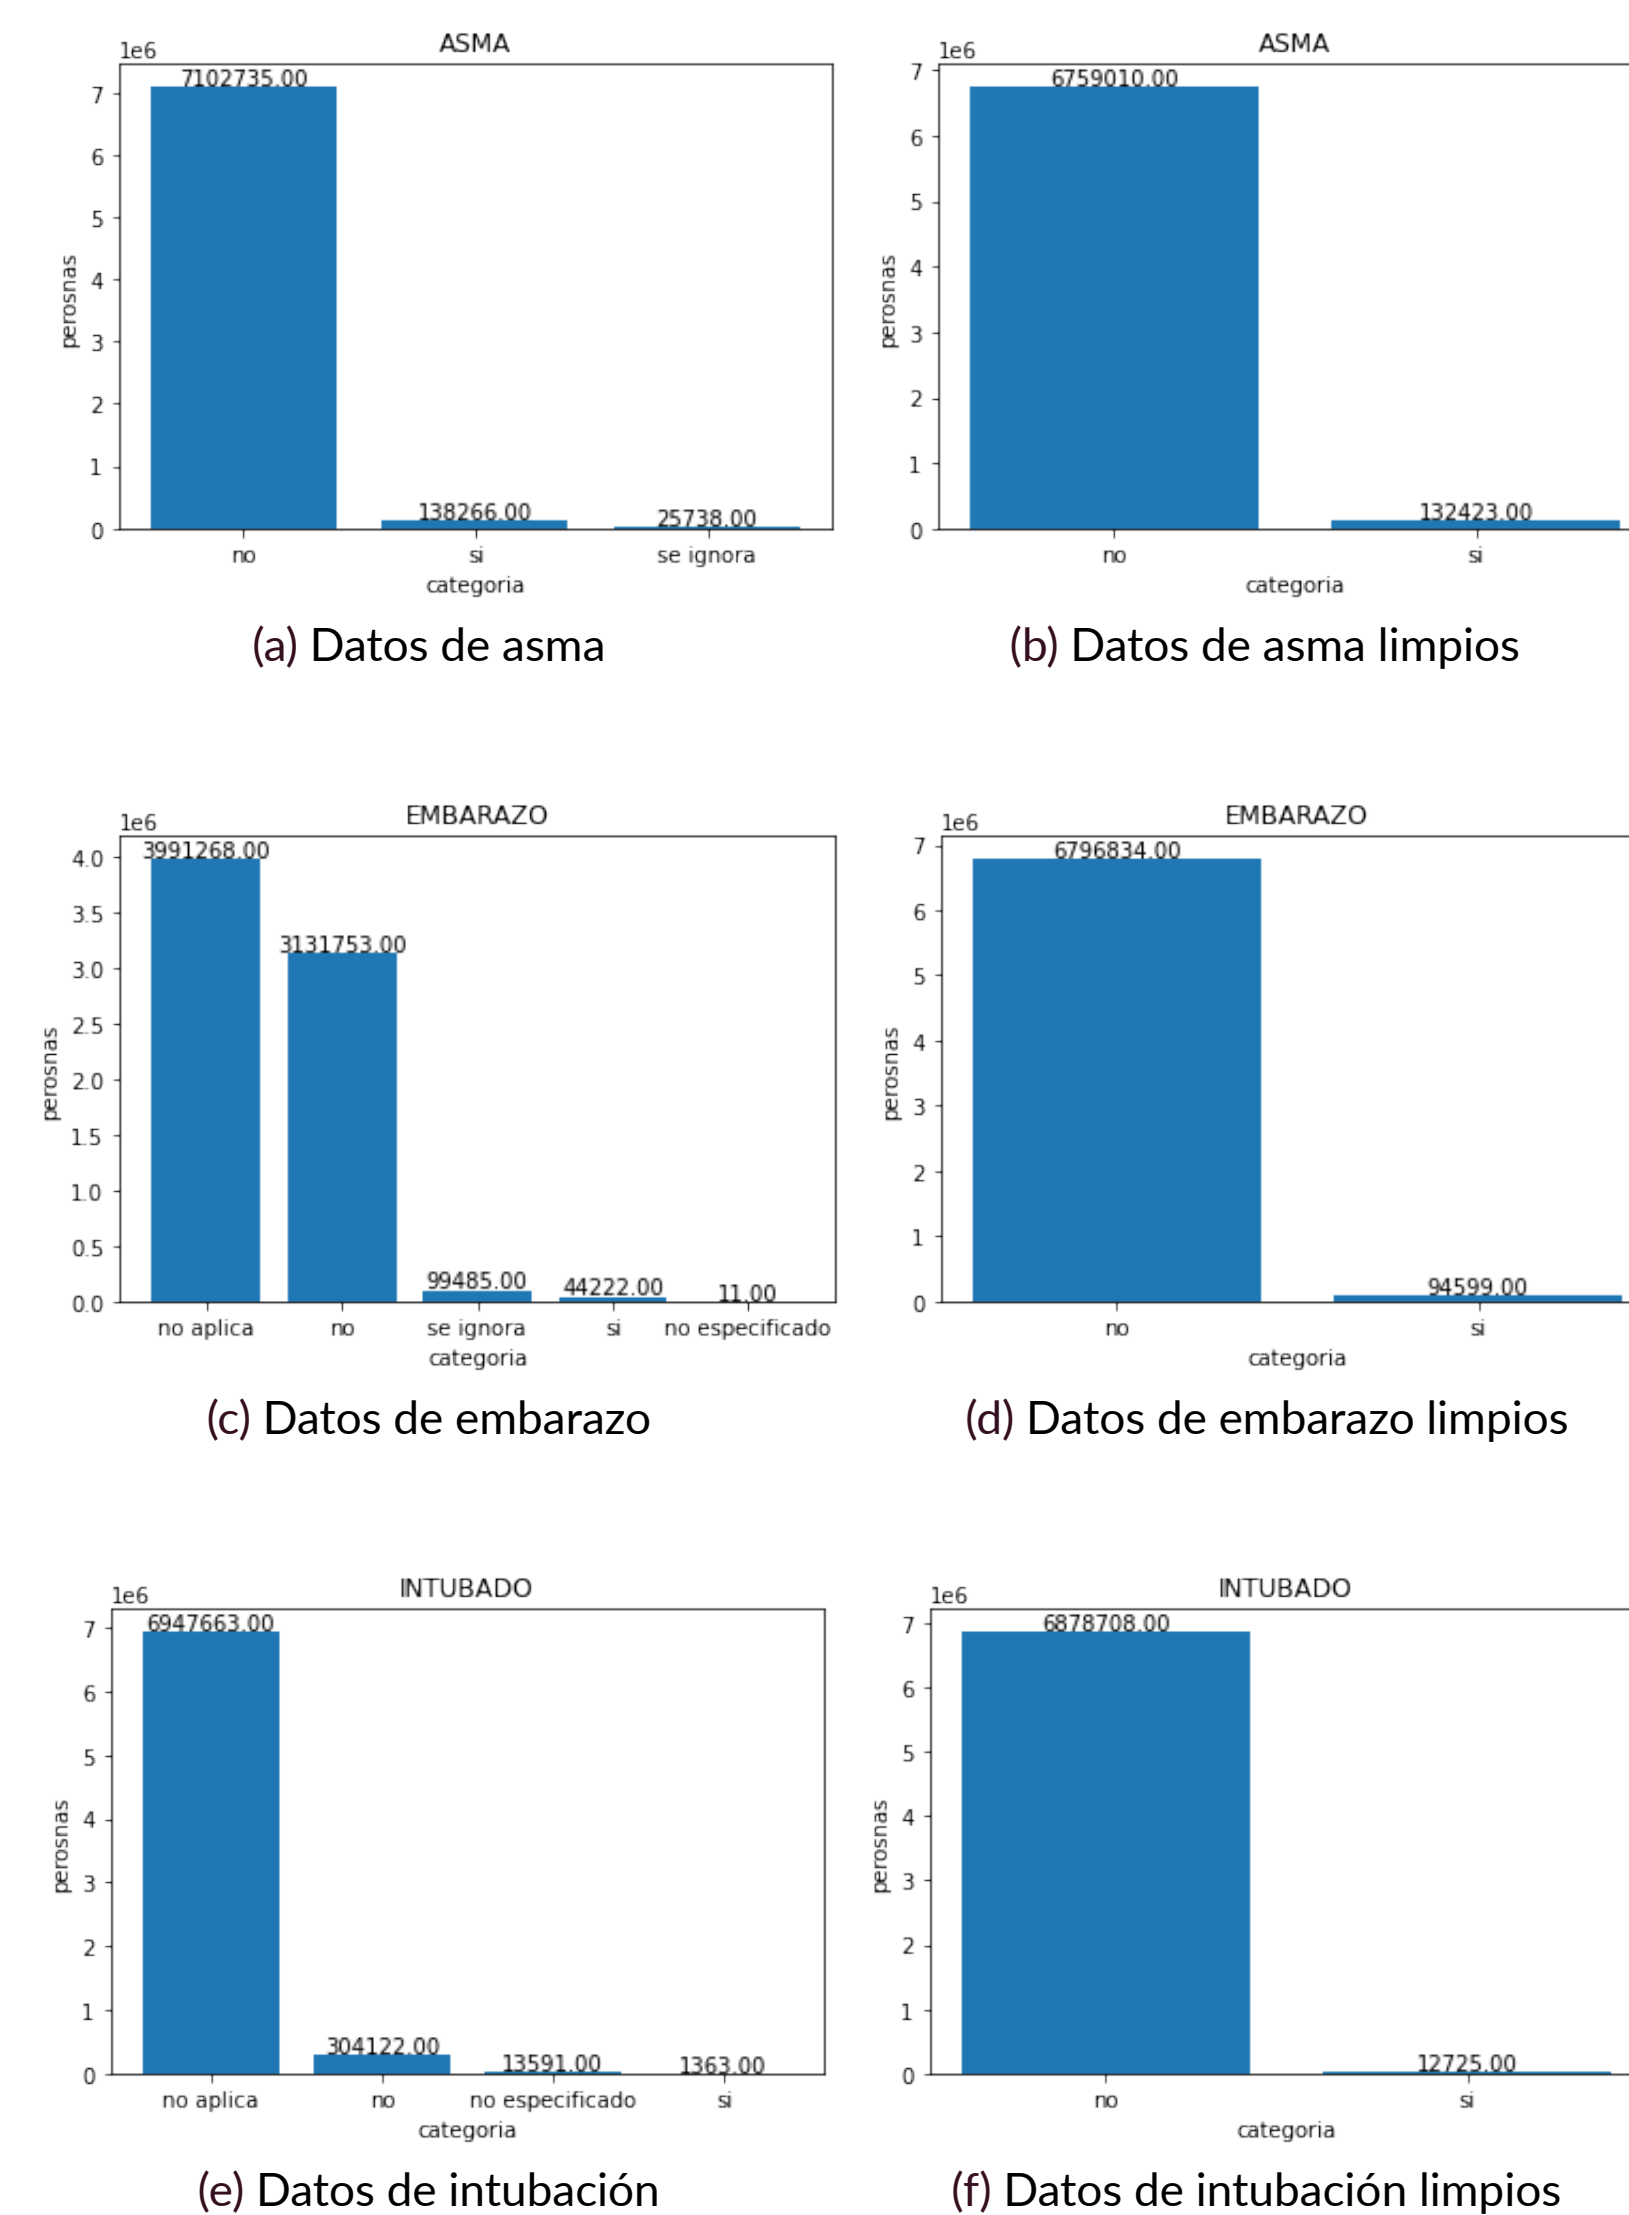 ASMA
1e6
7102735.00
7
6
5
4
3
2
1
0
perosnas
138266.00
25738.00
no si se ignora
categoria
(a) Datos de asma
ASMA
1e6
6759010.00
7
6
5
4
3
2
1
0
perosnas
132423.00
no si
categoria
(b) Datos de asma limpios
EMBARAZO
1e6
3991268.00
4.0
3.5
3131753.00
3.0
2.5
2.0
1.5
1.0
0.5
0.0
perosnas
99485.00
44222.00
11.00
no aplica no se ignora si no especificado
categoria
(c) Datos de embarazo
EMBARAZO
1e6
6796834.00
7
6
5
4
3
2
1
0
perosnas
94599.00
no si
categoria
(d) Datos de embarazo limpios
INTUBADO
1e6
6947663.00
7
6
5
4
3
2
1
0
perosnas
304122.00
13591.00
1363.00
no aplica no no especificado si
categoria
(e) Datos de intubación
INTUBADO
1e6
6878708.00
7
6
5
4
3
2
1
0
perosnas
12725.00
no si
categoria
(f) Datos de intubación limpios